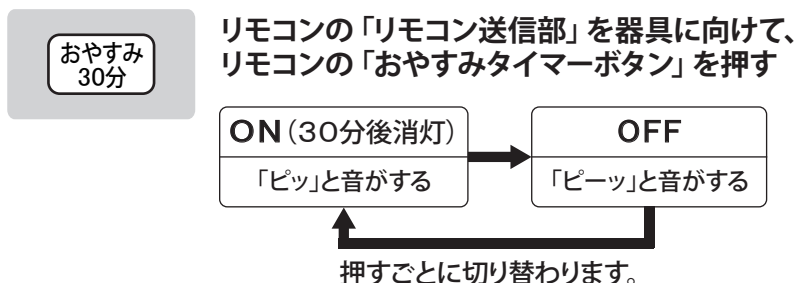 おやすみ
30分
リモコンの「リモコン送信部」を器具に向けて、
リモコンの「おやすみタイマーボタン」を押す
ON(30分後消灯)
「ピッ」と音がする
OFF
「ピーッ」と音がする
押すごとに切り替わります。